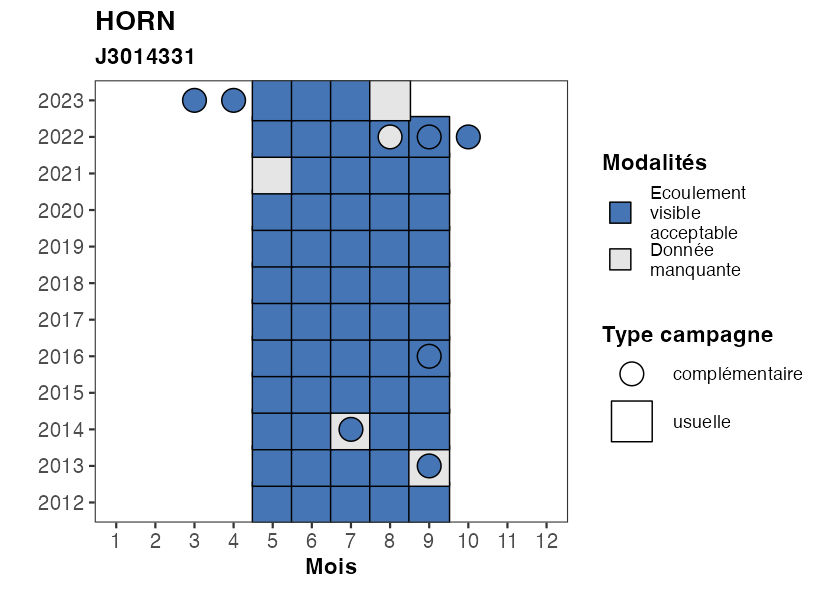 HORN
J3014331
2023
2022
2021
2020
2019
2018
2017
2016
2015
2014
2013
2012
1 2 3 4 5 6 7 8 9 10 11 12
Mois
Modalités
Ecoulement
visible
acceptable
Donnée
manquante
Type campagne
complémentaire
usuelle